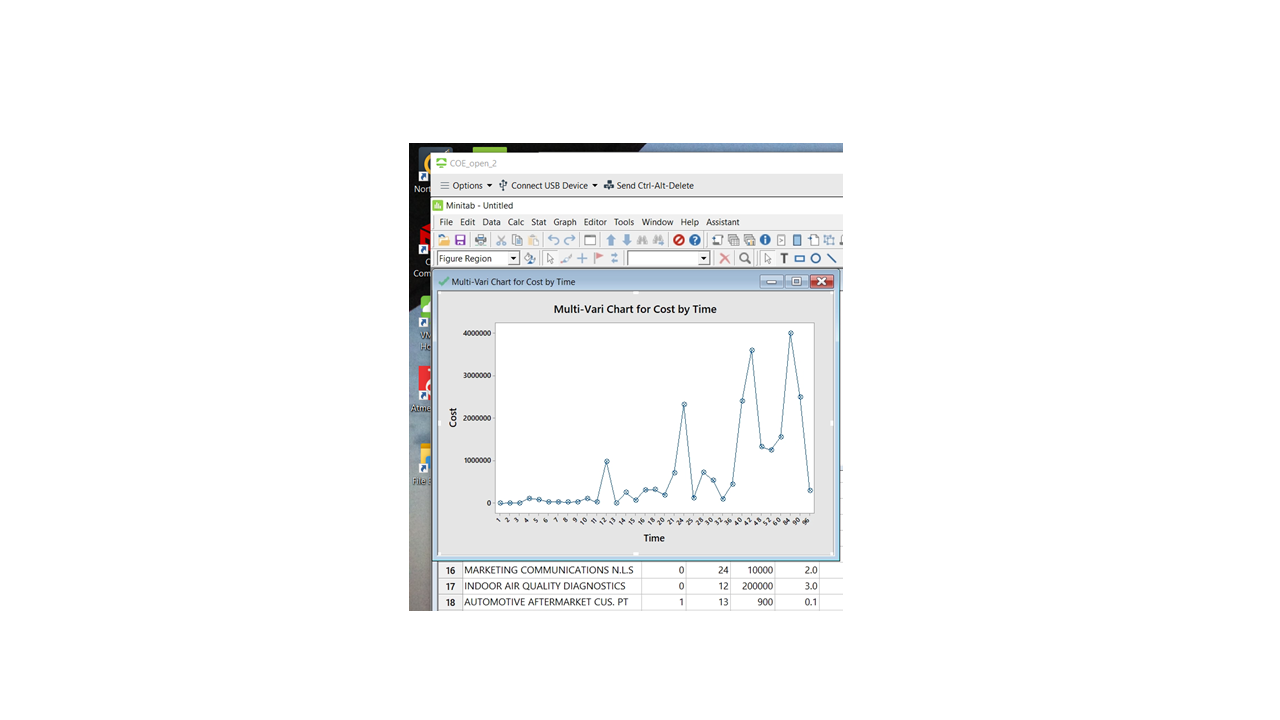 COE_open_2
Options Connect USB Device Send Ctrl-Alt-Delete
Nort
Minitab - Untitled
File Edit Data Calc Stat Graph Editor Tools Window Help Assistant
Figure Region
Com
Multi-Vari Chart for Cost by Time
Multi-Vari Chart for Cost by Time
4000000
3000000
2000000
1000000
0
Cost
1 2 3 4 5 6 7 8 9 10 11 12 13 14 15 16 18 20 21 24 25 28 30 32 36 40 42 48 52 60 84 90 96
Time
VM
Ho
Atme
File E
16 MARKETING COMMUNICATIONS N.L.S 0 24 10000 2.0
17 INDOOR AIR QUALITY DIAGNOSTICS 0 12 200000 3.0
18 AUTOMOTIVE AFTERMARKET CUS. PT 1 13 900 0.1